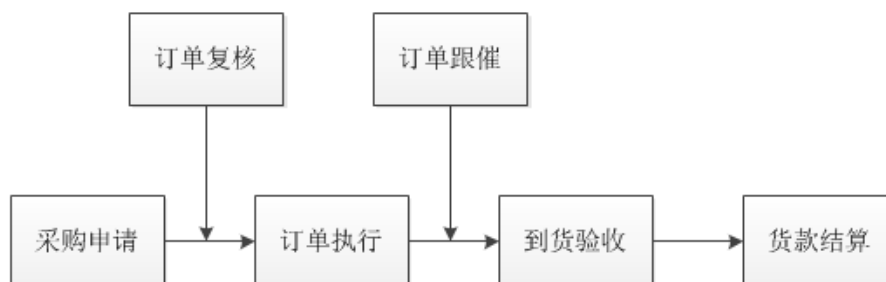 订单复核
订单跟催
采购申请
订单执行
到货验收
货款结算